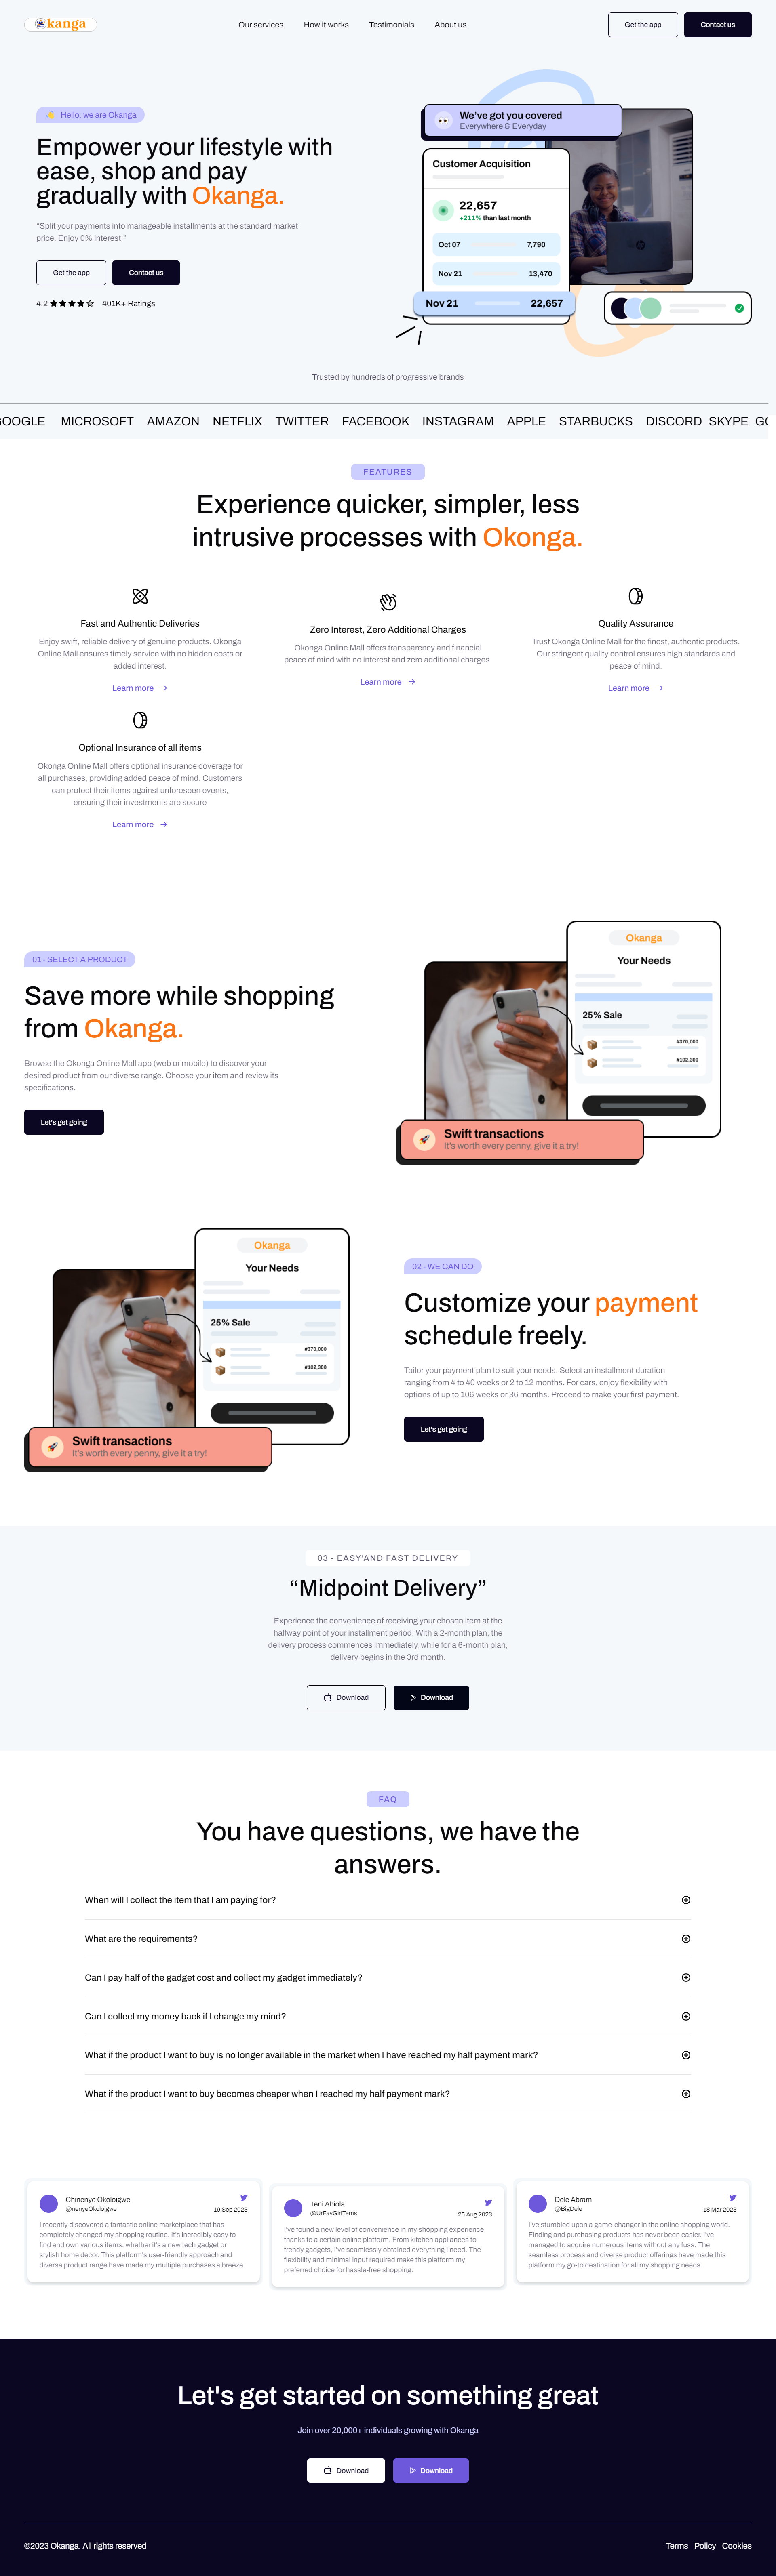 Okanga
Our services
How it works
Testimonials
About us
Get the app
Contact us
Hello, we are Okanga
Empower your lifestyle with
ease, shop and pay
gradually with Okanga.
“Split your payments into manageable installments at the standard market
price. Enjoy 0% interest.”
Get the app
Contact us
4.2
401K+ Ratings
We’ve got you covered
Everywhere & Everyday
Customer Acquisition
22,657
+211% than last month
Oct 07 7,790
Nov 21 13,470
Nov 21 22,657
Trusted by hundreds of progressive brands
GOOGLE MICROSOFT AMAZON NETFLIX TWITTER FACEBOOK INSTAGRAM APPLE STARBUCKS DISCORD SKYPE GO
FEATURES
Experience quicker, simpler, less
intrusive processes with Okonga.
Fast and Authentic Deliveries
Enjoy swift, reliable delivery of genuine products. Okonga
Online Mall ensures timely service with no hidden costs or
added interest.
Learn more
Zero Interest, Zero Additional Charges
Okonga Online Mall offers transparency and financial
peace of mind with no interest and zero additional charges.
Learn more
Quality Assurance
Trust Okonga Online Mall for the finest, authentic products.
Our stringent quality control ensures high standards and
peace of mind.
Learn more
Optional Insurance of all items
Okonga Online Mall offers optional insurance coverage for
all purchases, providing added peace of mind. Customers
can protect their items against unforeseen events,
ensuring their investments are secure
Learn more
01 - SELECT A PRODUCT
Save more while shopping
from Okanga.
Browse the Okonga Online Mall app (web or mobile) to discover your
desired product from our diverse range. Choose your item and review its
specifications.
Let's get going
Okanga
Your Needs
25% Sale
₦370,000
₦102,300
Swift transactions
It’s worth every penny, give it a try!
Okanga
Your Needs
25% Sale
₦370,000
₦102,300
Swift transactions
It’s worth every penny, give it a try!
02 - WE CAN DO
Customize your payment
schedule freely.
Tailor your payment plan to suit your needs. Select an installment duration
ranging from 4 to 40 weeks or 2 to 12 months. For cars, enjoy flexibility with
options of up to 106 weeks or 36 months. Proceed to make your first payment.
Let's get going
03 - EASY'AND FAST DELIVERY
“Midpoint Delivery”
Experience the convenience of receiving your chosen item at the
halfway point of your installment period. With a 2-month plan, the
delivery process commences immediately, while for a 6-month plan,
delivery begins in the 3rd month.
Download
Download
FAQ
You have questions, we have the
answers.
When will I collect the item that I am paying for?
What are the requirements?
Can I pay half of the gadget cost and collect my gadget immediately?
Can I collect my money back if I change my mind?
What if the product I want to buy is no longer available in the market when I have reached my half payment mark?
What if the product I want to buy becomes cheaper when I reached my half payment mark?
Chinenye Okoloigwe
@nenyeOkoloigwe
19 Sep 2023
I recently discovered a fantastic online marketplace that has
completely changed my shopping routine. It's incredibly easy to
find and own various items, whether it's a new tech gadget or
stylish home decor. This platform's user-friendly approach and
diverse product range have made my multiple purchases a breeze.
Teni Abiola
@UrFavGirlTems
25 Aug 2023
I've found a new level of convenience in my shopping experience
thanks to a certain platform. From kitchen appliances to
trendy gadgets, I've seamlessly obtained everything I need. The
flexibility and minimal input required make this platform my
preferred choice for hassle-free shopping.
Dele Abram
@BigDele
18 Mar 2023
I've stumbled upon a game-changer in the online shopping world.
Finding and purchasing products has never been easier. I've
managed to acquire numerous items without any fuss. The
seamless process and diverse product offerings have made this
platform my go-to destination for all my shopping needs.
Let's get started on something great
Join over 20,000+ individuals growing with Okanga
Download
Download
©2023 Okanga. All rights reserved
Terms
Policy
Cookies